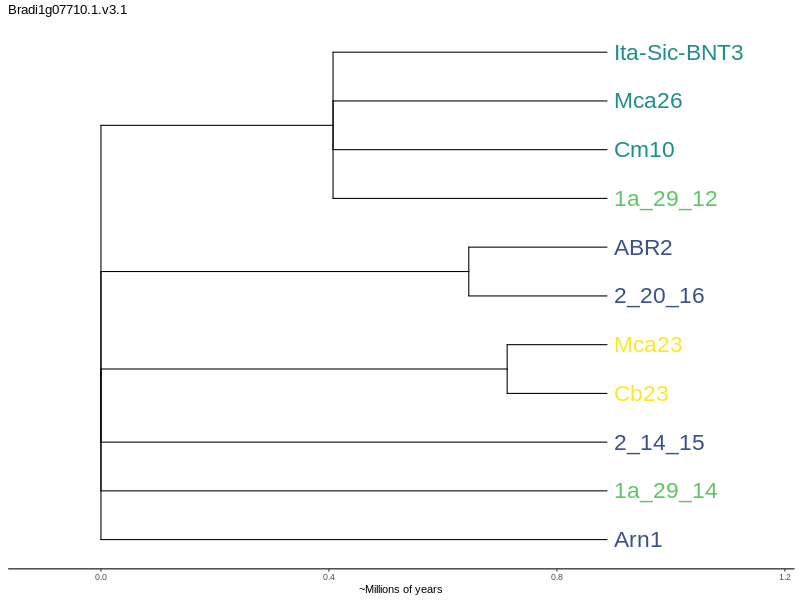 Bradi1g07710.1.v3.1
Ita-Sic-BNT3
Mca26
Cm10
1a_29_12
ABR2
2_20_16
Mca23
Cb23
2_14_15
1a_29_14
Arn1
0.0 0.4 0.8 1.2
~Millions of years